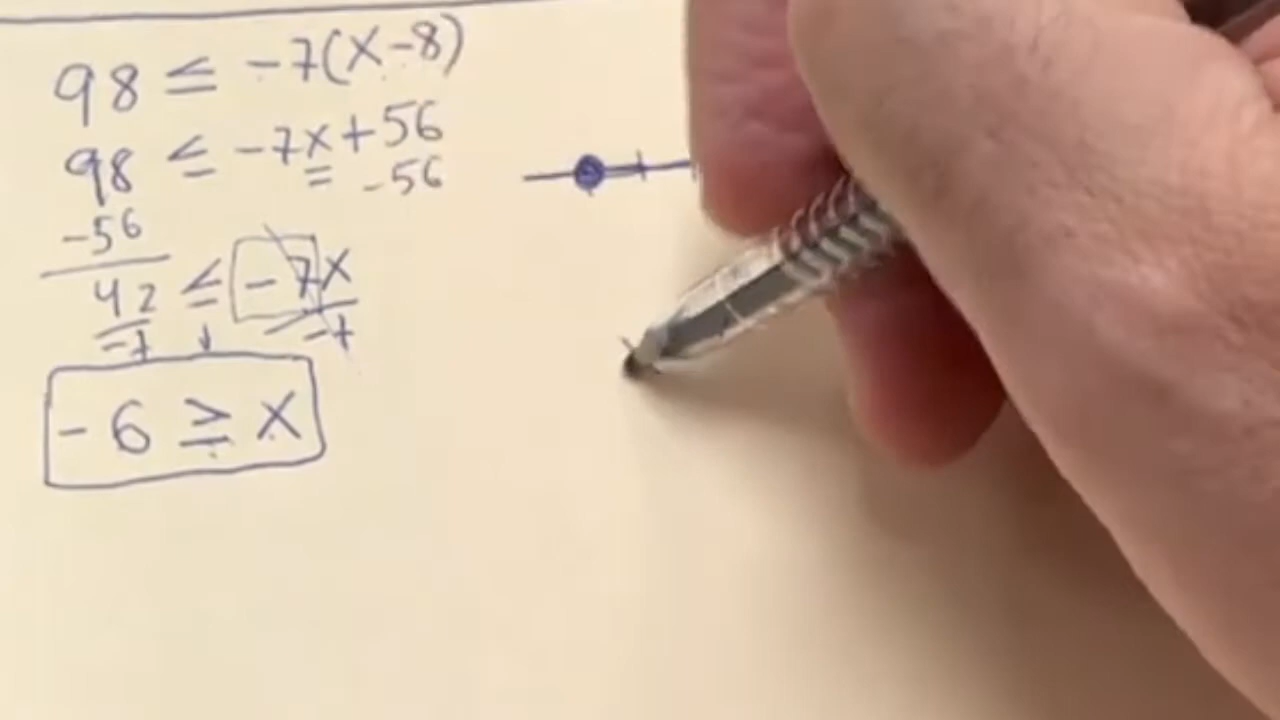 98 ≤ -7(x-8)
98 ≤ -7x+56
-56 -56
42 ≤ -7x
-7 -7
-6 ≥ x